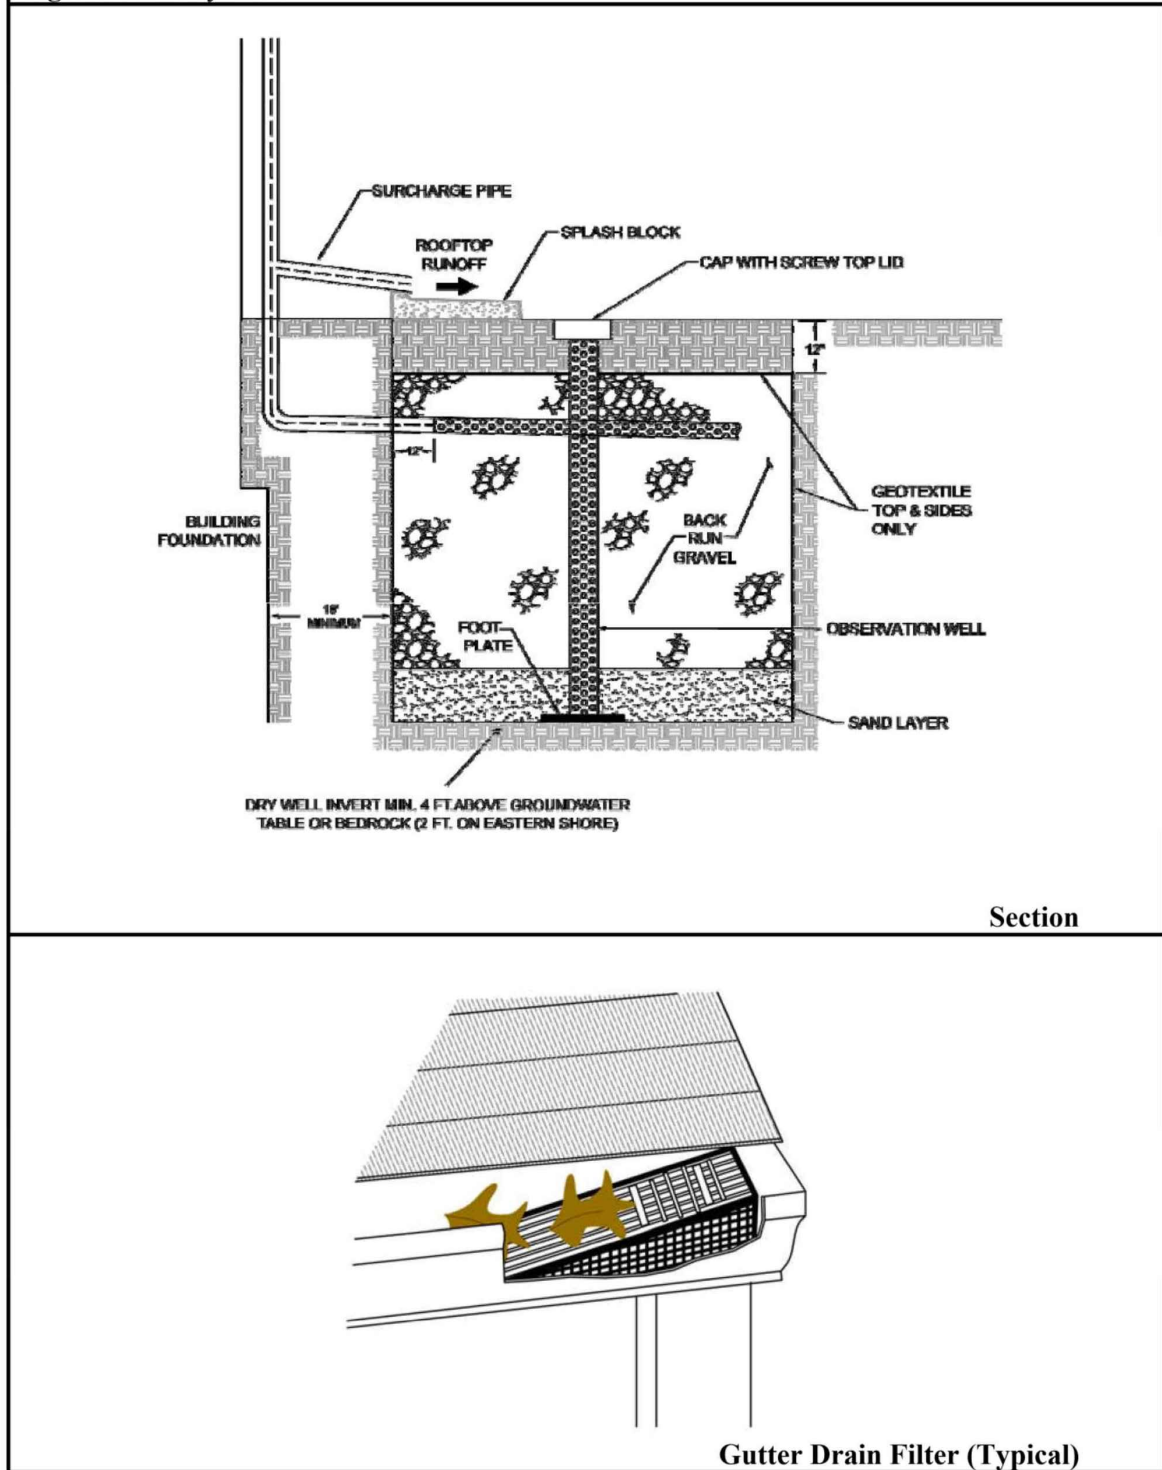 SURCHARGE PIPE
ROOFTOP
RUNOFF
SPLASH BLOCK
CAP WITH SCREW TOP LID
12"
12"
GEOTEXTILE
TOP & SIDES
ONLY
BUILDING
FOUNDATION
BACK
RUN
GRAVEL
MINIMUM
FOOT
PLATE
OBSERVATION WELL
SAND LAYER
DRY WELL INVERT MIN. 4 FT.ABOVE GROUNDWATER
TABLE OR BEDROCK (2 FT. ON EASTERN SHORE)
Section
Gutter Drain Filter (Typical)